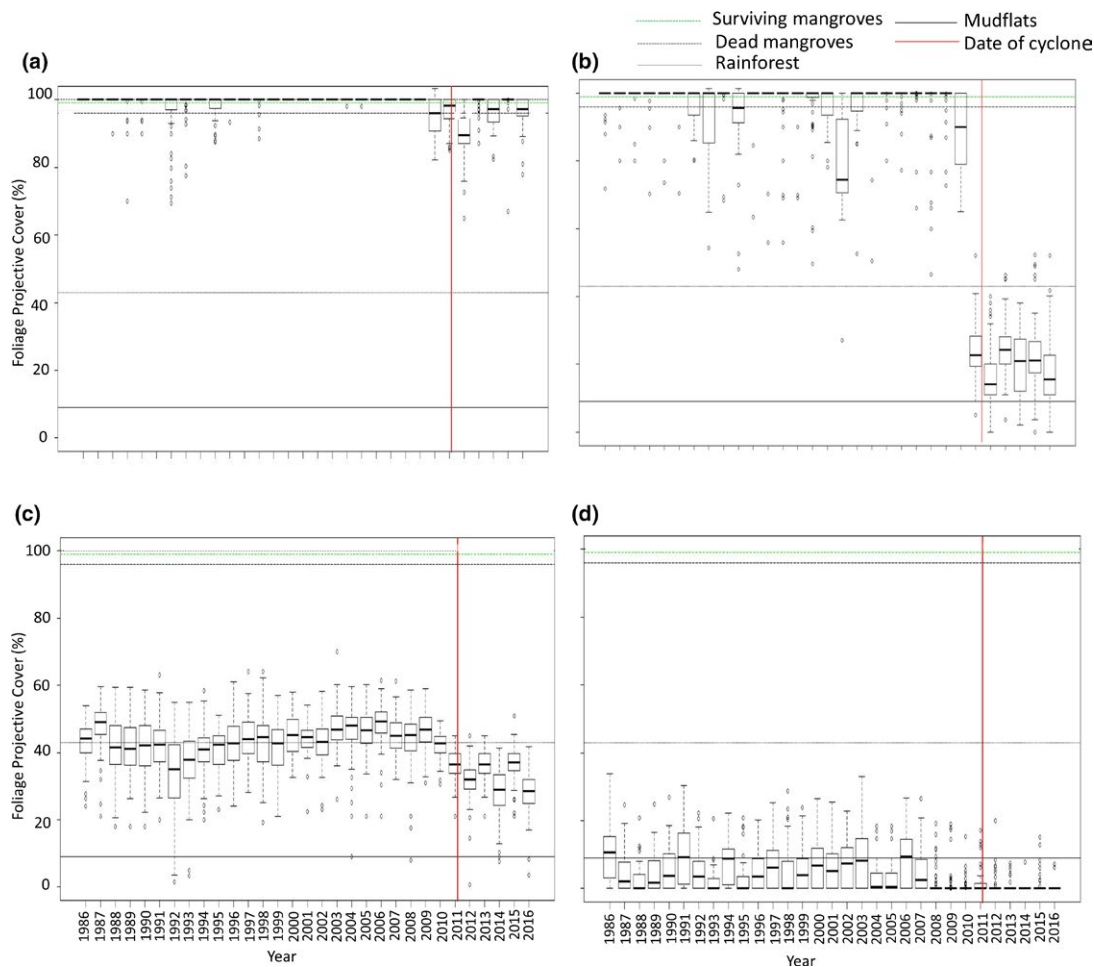 Surviving mangroves
Mudflats
Dead mangroves
Date of cyclone
Rainforest
(a)
(b)
100
80
60
40
20
0
Foliage Projective Cover (%)
(c)
(d)
100
80
60
40
20
0
Foliage Projective Cover (%)
1986 1987 1988 1989 1990 1991 1992 1993 1994 1995 1996 1997 1998 1999 2000 2001 2002 2003 2004 2005 2006 2007 2008 2009 2010 2011 2012 2013 2014 2015 2016
1986 1987 1988 1989 1990 1991 1992 1993 1994 1995 1996 1997 1998 1999 2000 2001 2002 2003 2004 2005 2006 2007 2008 2009 2010 2011 2012 2013 2014 2015 2016
Year
Year